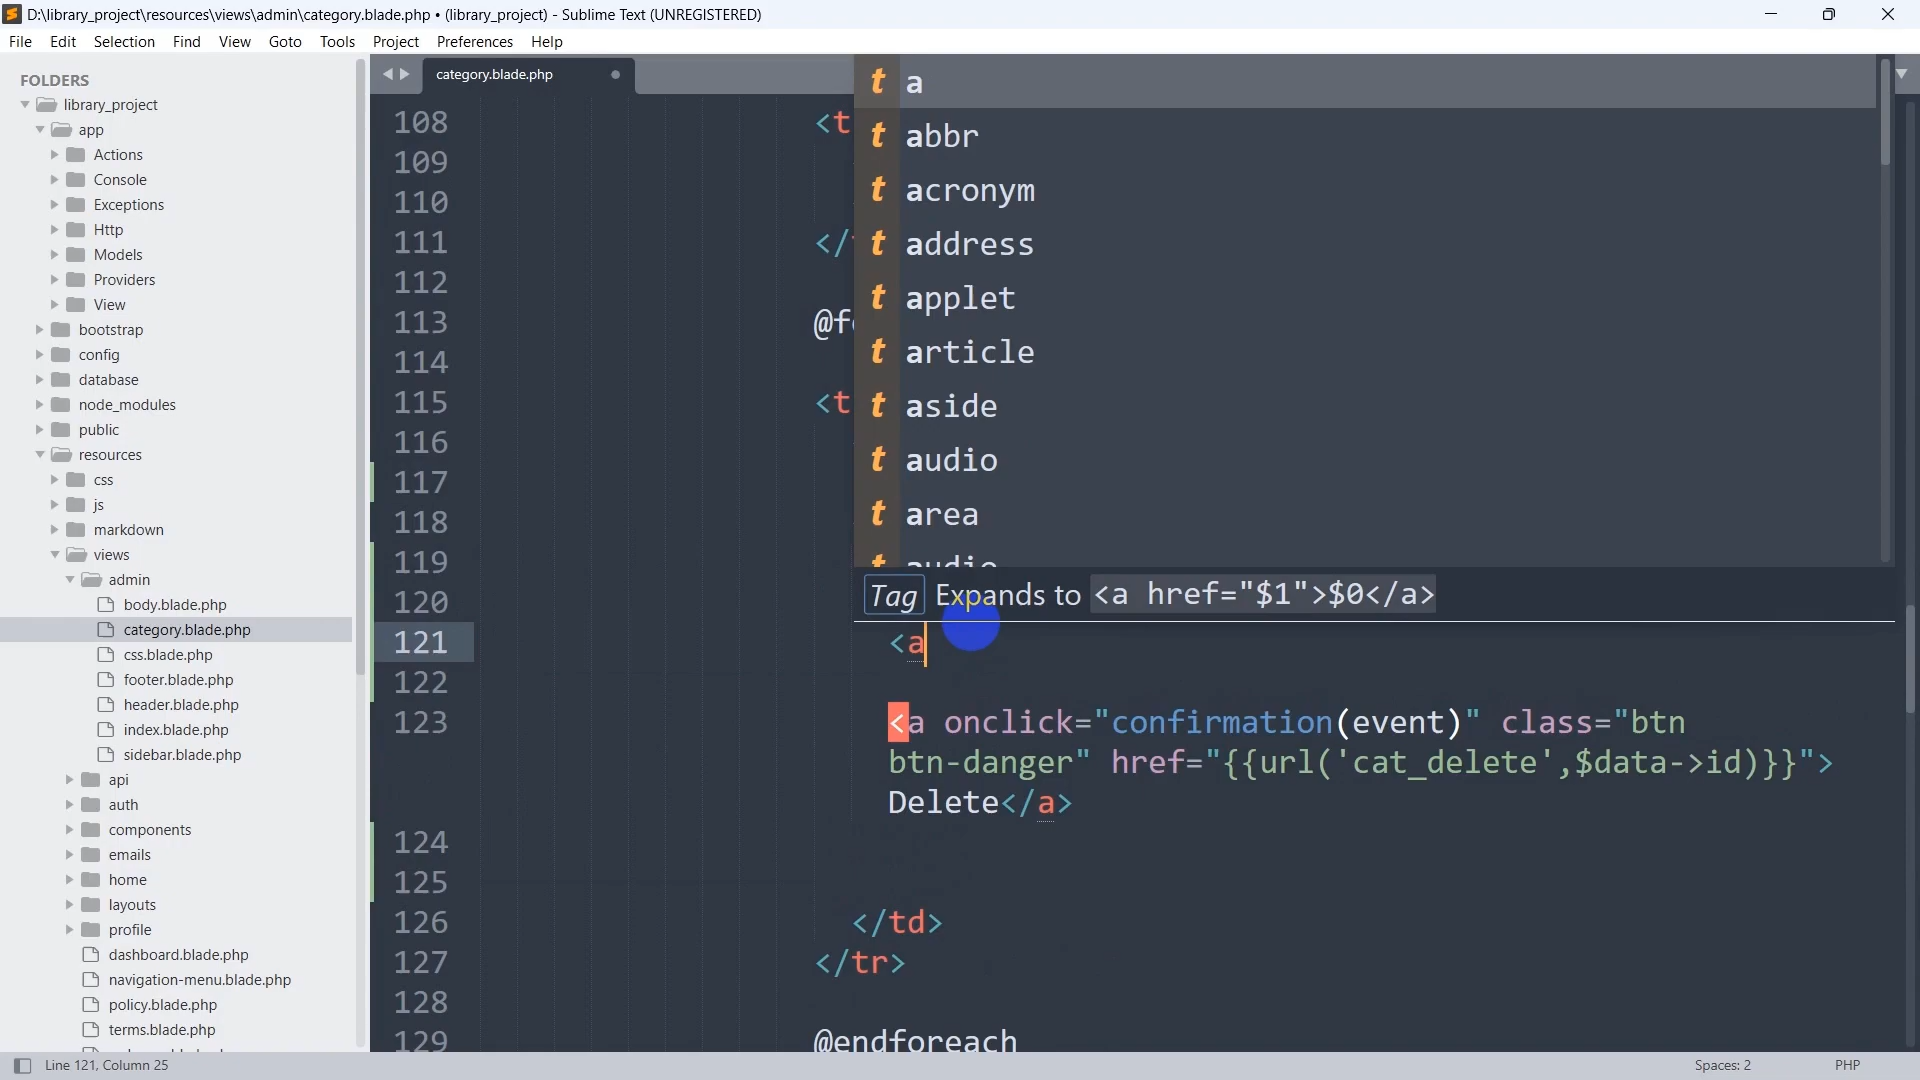 D:\library_project\resources\views\admin\category.blade.php • (library_project) - Sublime Text (UNREGISTERED)
File Edit Selection Find View Goto Tools Project Preferences Help
FOLDERS
library_project
app
Actions
Console
Exceptions
Http
Models
Providers
View
bootstrap
config
database
node_modules
public
resources
css
js
markdown
views
admin
body.blade.php
category.blade.php
css.blade.php
footer.blade.php
header.blade.php
index.blade.php
sidebar.blade.php
api
auth
components
emails
home
layouts
profile
dashboard.blade.php
navigation-menu.blade.php
policy.blade.php
terms.blade.php
category.blade.php
108 <t
109
110
111 </
112
113 @f
114
115 <t
116
117
118
119
120
121 <a
122
123 <a onclick="confirmation(event)" class="btn
btn-danger" href="{{url('cat_delete',$data->id)}}">
Delete</a>
124
125
126 </td>
127 </tr>
128
129 @endforeach
t a
t abbr
t acronym
t address
t applet
t article
t aside
t audio
t area
t audio
Tag Expands to <a href="$1">$0</a>
Line 121, Column 25
Spaces: 2
PHP